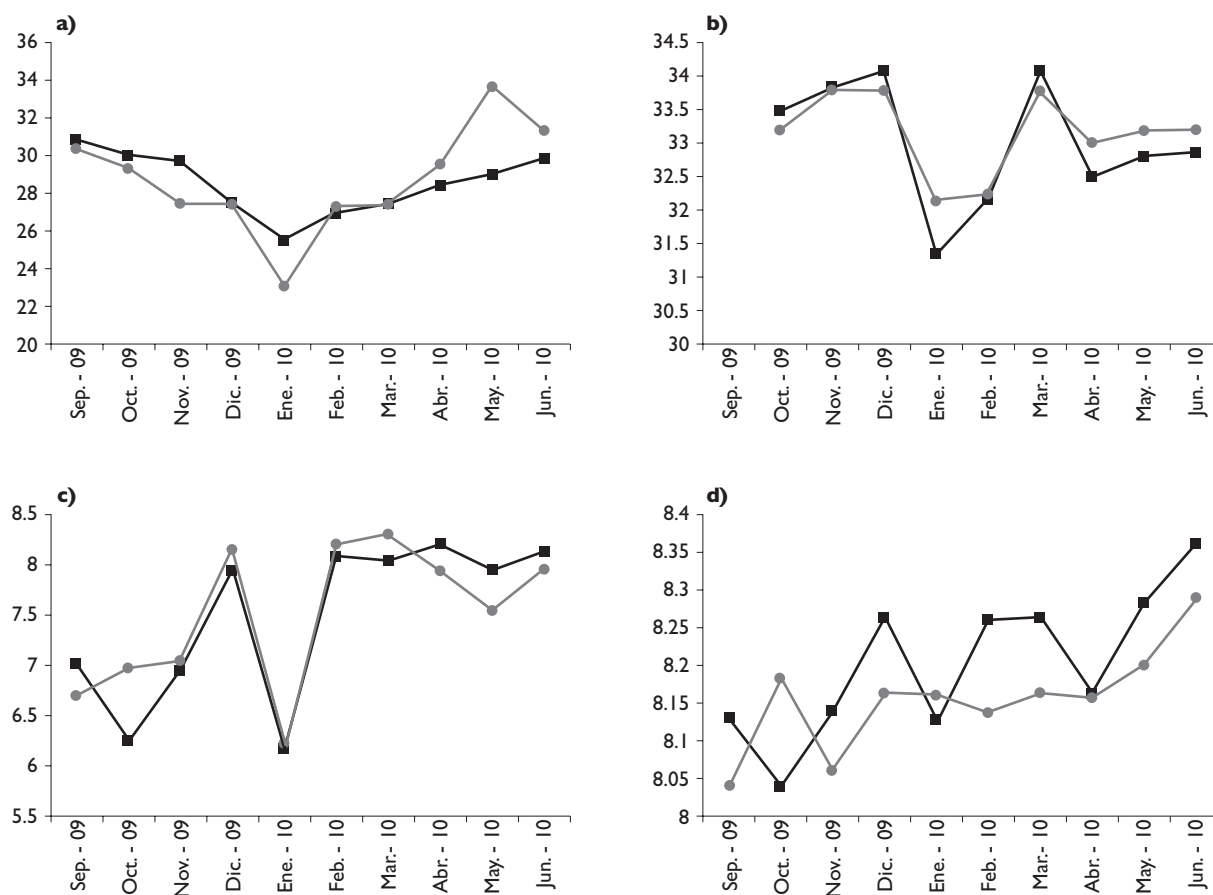 a)
36
34
32
30
28
26
24
22
20
Sep. - 09
Oct. - 09
Nov. - 09
Dic. - 09
Ene. - 10
Feb. - 10
Mar.- 10
Abr. - 10
May. - 10
Jun. - 10
b)
34.5
34
33.5
33
32.5
32
31.5
31
30.5
30
Sep. - 09
Oct. - 09
Nov. - 09
Dic. - 09
Ene. - 10
Feb. - 10
Mar.- 10
Abr. - 10
May. - 10
Jun. - 10
c)
8.5
8
7.5
7
6.5
6
5.5
Sep. - 09
Oct. - 09
Nov. - 09
Dic. - 09
Ene. - 10
Feb. - 10
Mar.- 10
Abr. - 10
May. - 10
Jun. - 10
d)
8.4
8.35
8.3
8.25
8.2
8.15
8.1
8.05
8
Sep. - 09
Oct. - 09
Nov. - 09
Dic. - 09
Ene. - 10
Feb. - 10
Mar.- 10
Abr. - 10
May. - 10
Jun. - 10